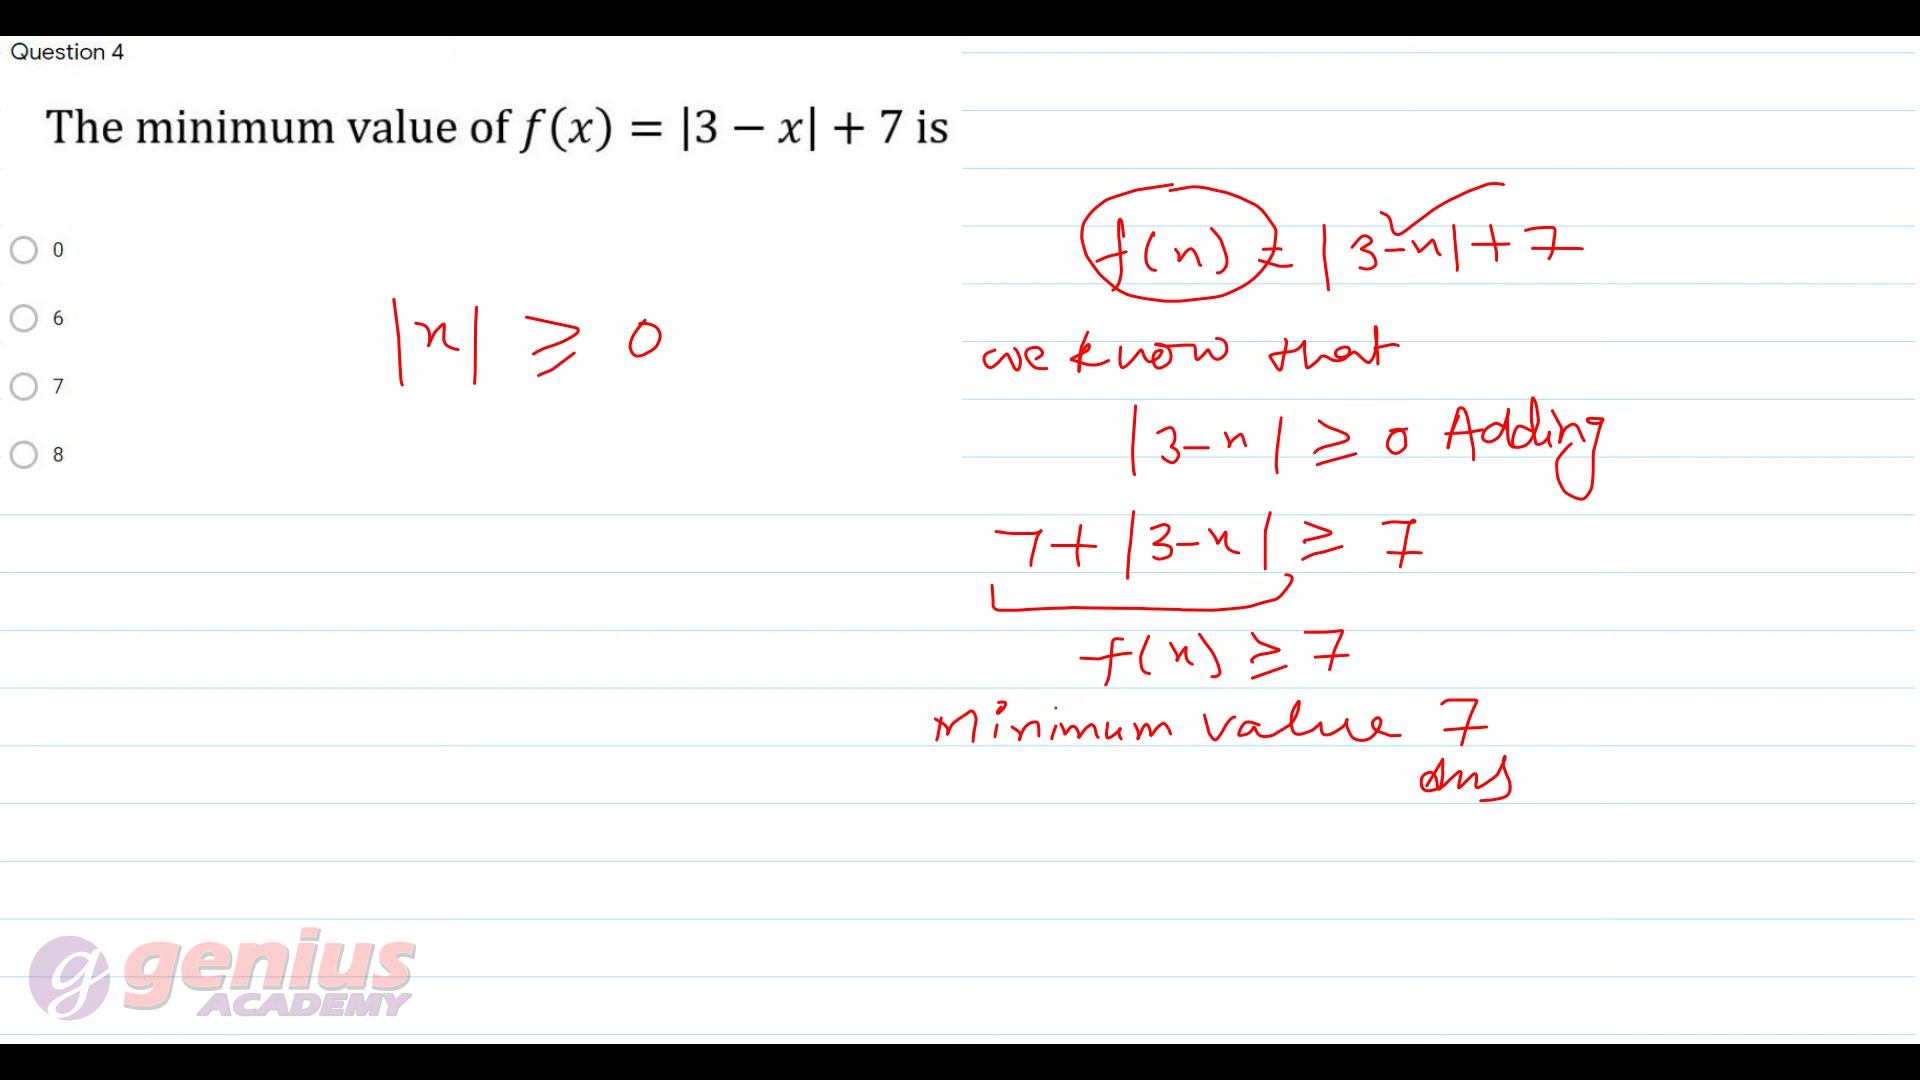 Question 4
The minimum value of f(x) = |3 − x| + 7 is
0
6
7
8
|x| ≥ 0
f(x) = |3-x| + 7
we know that
|3-x| ≥ 0 Adding
7+ |3-x| ≥ 7
f(x) ≥ 7
Minimum value 7
Ans
genius
ACADEMY